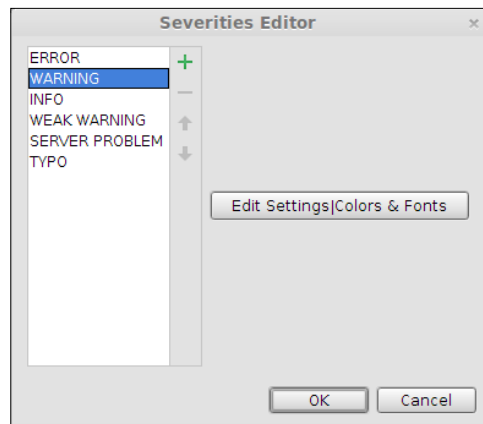 Severities Editor
ERROR
WARNING
INFO
WEAK WARNING
SERVER PROBLEM
TYPO
Edit Settings|Colors & Fonts
OK
Cancel